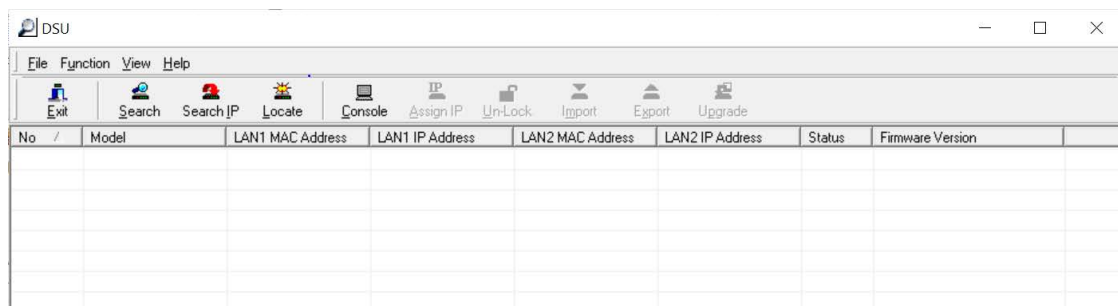 DSU
File Function View Help
Exit Search Search IP Locate Console Assign IP Un-Lock Import Export Upgrade
No / Model LAN1 MAC Address LAN1 IP Address LAN2 MAC Address LAN2 IP Address Status Firmware Version